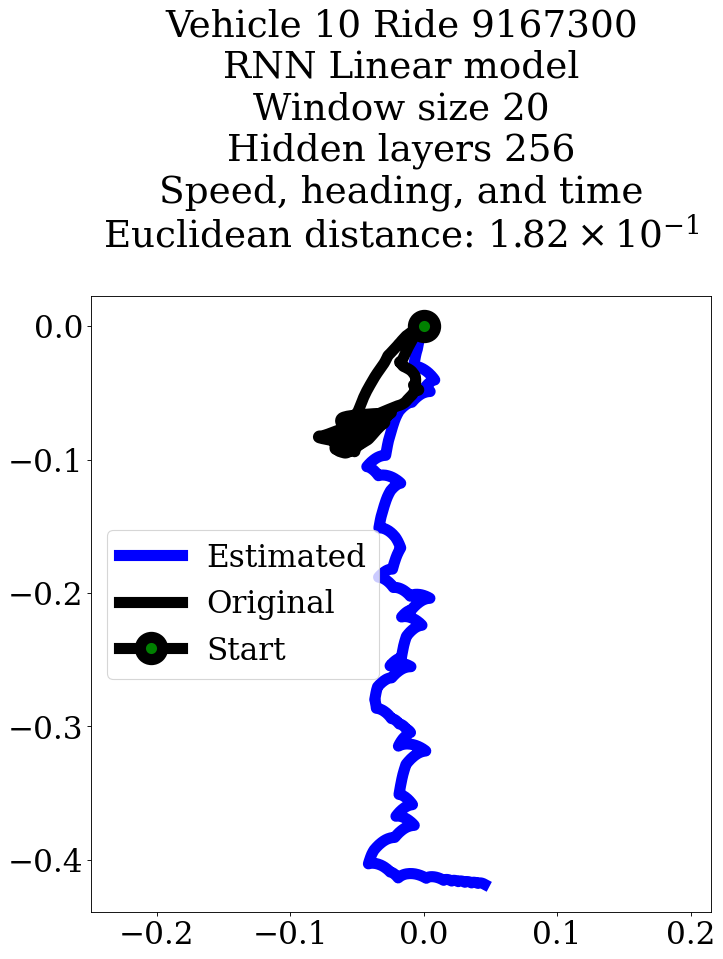 Vehicle 10 Ride 9167300
RNN Linear model
Window size 20
Hidden layers 256
Speed, heading, and time
Euclidean distance: 1.82 × 10⁻¹
0.0
−0.1
−0.2
−0.3
−0.4
Estimated
Original
Start
−0.2 −0.1 0.0 0.1 0.2